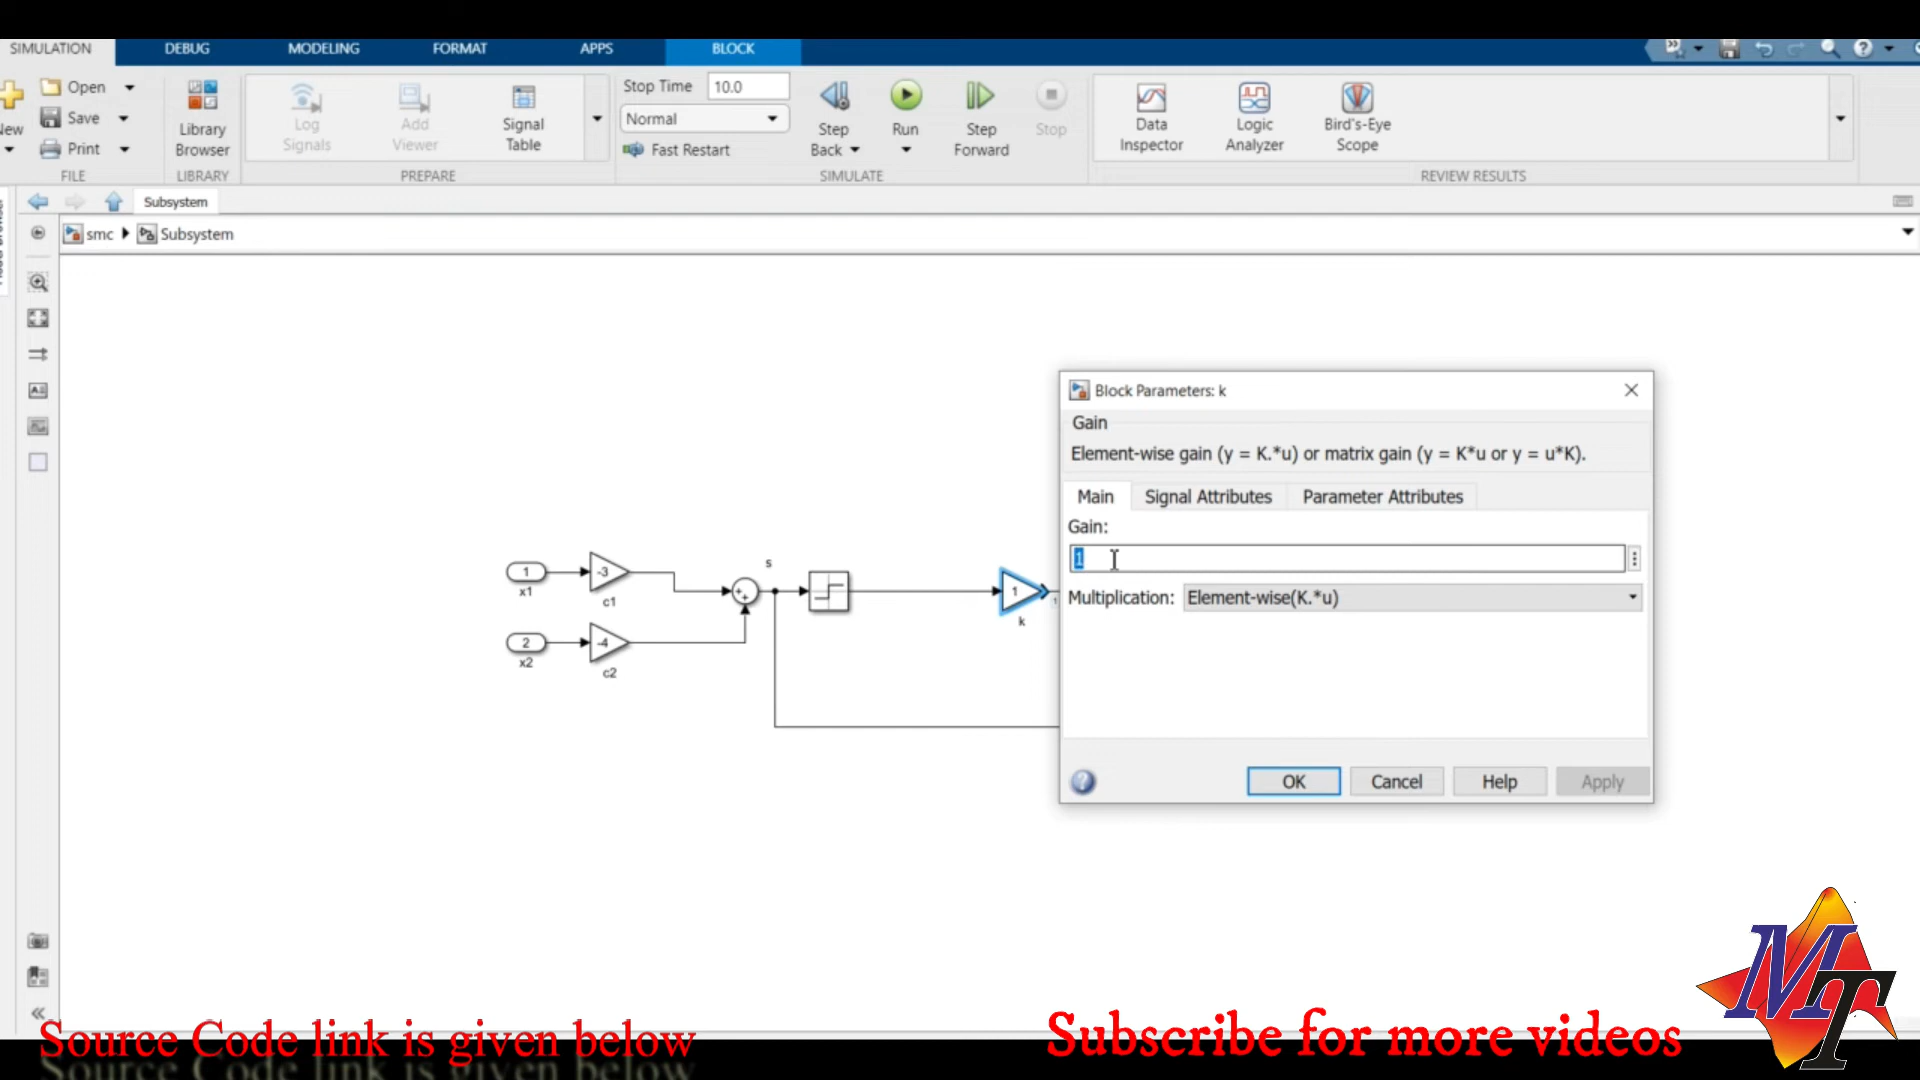 SIMULATION DEBUG MODELING FORMAT APPS BLOCK
New
Open
Save
Print
FILE
Library
Browser
LIBRARY
Log
Signals
Add
Viewer
Signal
Table
PREPARE
Stop Time 10.0
Normal
Fast Restart
Step
Back
Run
Step
Forward
Stop
SIMULATE
Data
Inspector
Logic
Analyzer
Bird's-Eye
Scope
REVIEW RESULTS
Subsystem
smc Subsystem
1
x1
-3
c1
2
x2
-4
c2
s
1
k
Block Parameters: k
Gain
Element-wise gain (y = K.*u) or matrix gain (y = K*u or y = u*K).
Main Signal Attributes Parameter Attributes
Gain:
1
Multiplication: Element-wise(K.*u)
OK Cancel Help Apply
Source Code link is given below
Subscribe for more videos
MT